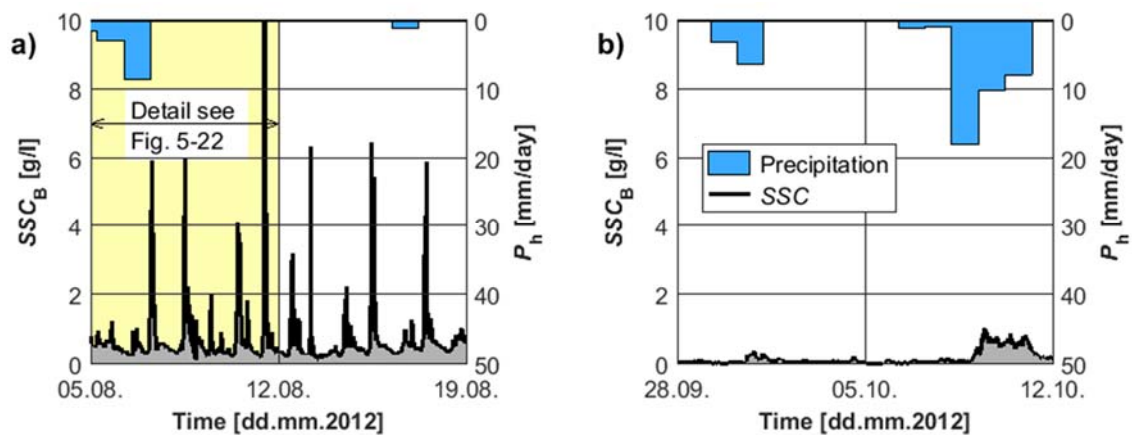 a)
10
8
6
4
2
0
SSC_B [g/l]
Detail see
Fig. 5-22
0
10
20
30
40
50
P_h [mm/day]
05.08.
12.08.
19.08.
Time [dd.mm.2012]
b)
10
8
6
4
2
0
SSC_B [g/l]
Precipitation
SSC
0
10
20
30
40
50
P_h [mm/day]
28.09.
05.10.
12.10.
Time [dd.mm.2012]